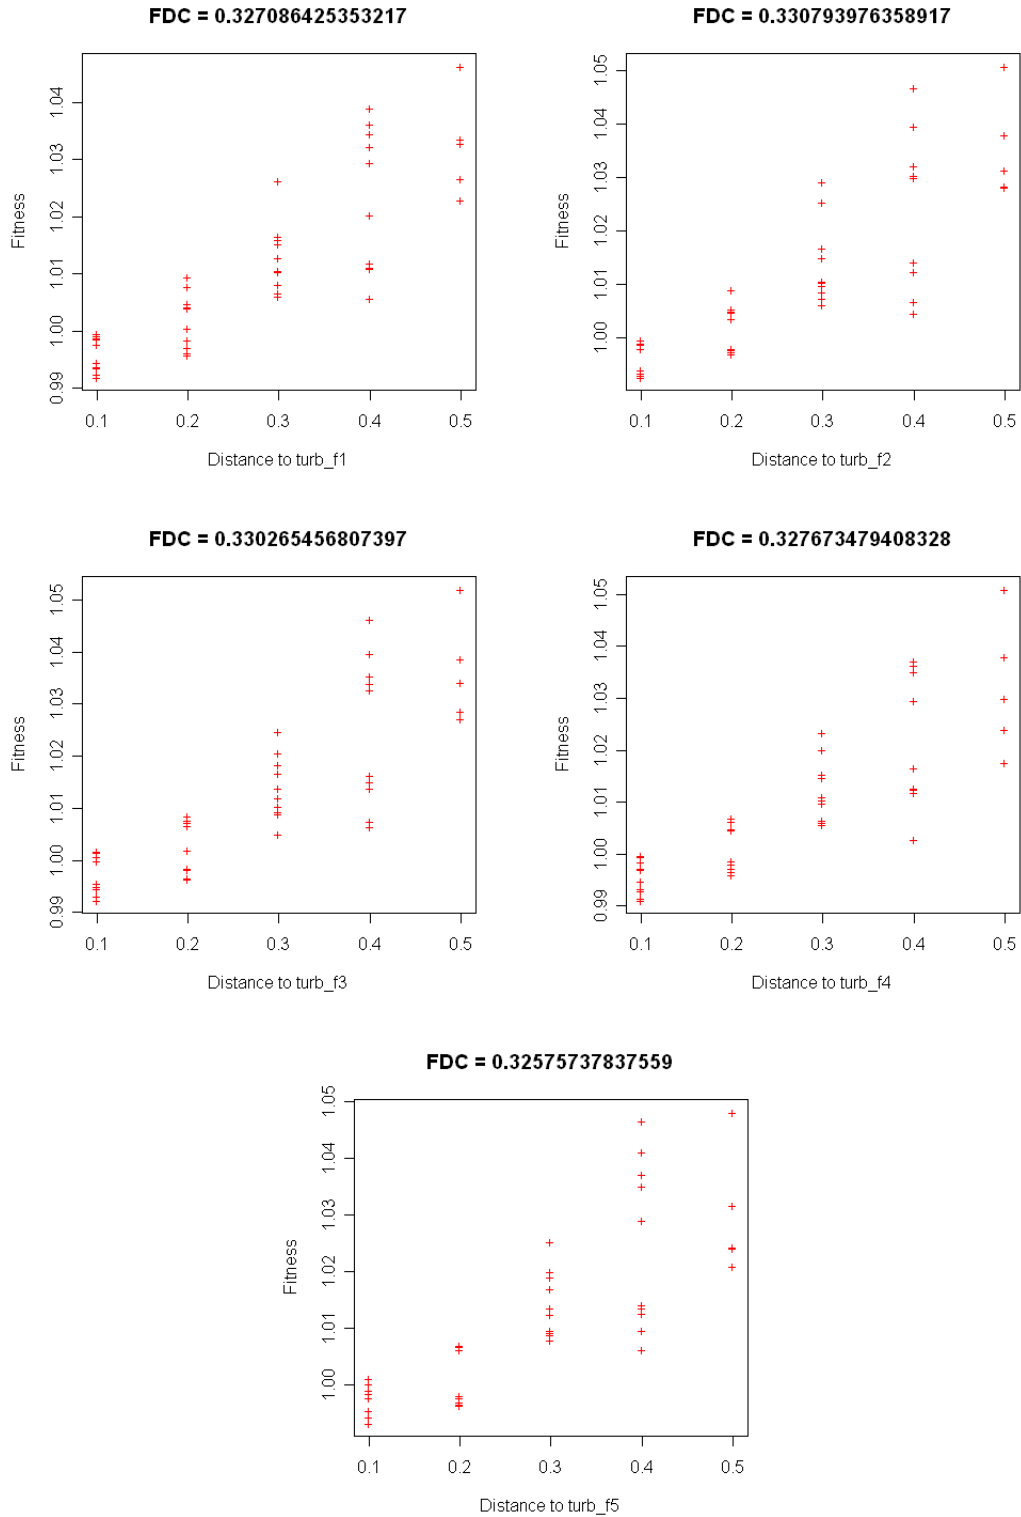 FDC = 0.327086425353217
Fitness
1.04
1.03
1.02
1.01
1.00
0.99
0.1 0.2 0.3 0.4 0.5
Distance to turb_f1
FDC = 0.330793976358917
Fitness
1.05
1.04
1.03
1.02
1.01
1.00
0.1 0.2 0.3 0.4 0.5
Distance to turb_f2
FDC = 0.330265456807397
Fitness
1.05
1.04
1.03
1.02
1.01
1.00
0.99
0.1 0.2 0.3 0.4 0.5
Distance to turb_f3
FDC = 0.327673479408328
Fitness
1.05
1.04
1.03
1.02
1.01
1.00
0.99
0.1 0.2 0.3 0.4 0.5
Distance to turb_f4
FDC = 0.32575737837559
Fitness
1.05
1.04
1.03
1.02
1.01
1.00
0.1 0.2 0.3 0.4 0.5
Distance to turb_f5